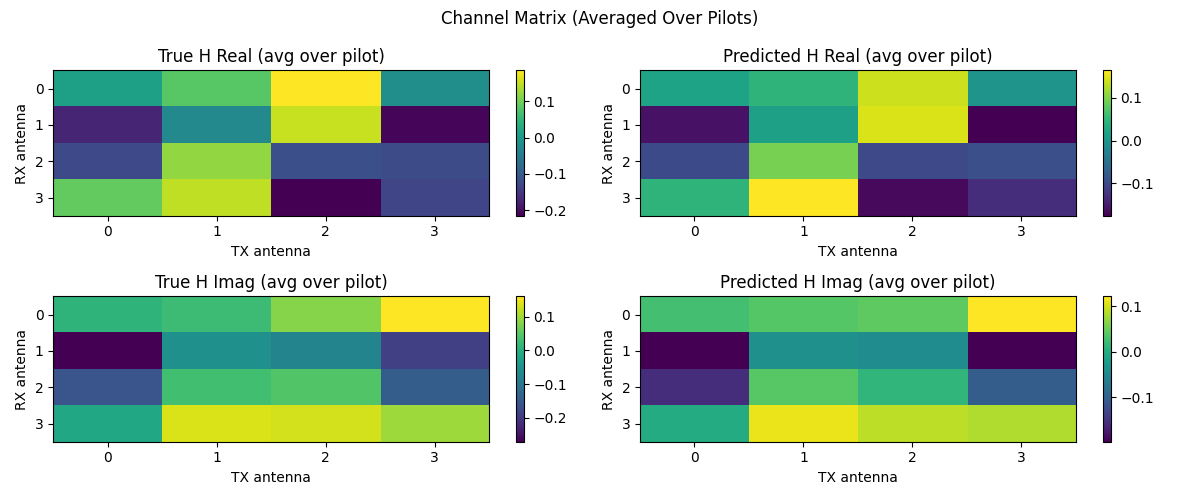 Channel Matrix (Averaged Over Pilots)
True H Real (avg over pilot)
RX antenna
0
1
2
3
0 1 2 3
TX antenna
0.1
0.0
−0.1
−0.2
Predicted H Real (avg over pilot)
RX antenna
0
1
2
3
0 1 2 3
TX antenna
0.1
0.0
−0.1
True H Imag (avg over pilot)
RX antenna
0
1
2
3
0 1 2 3
TX antenna
0.1
0.0
−0.1
−0.2
Predicted H Imag (avg over pilot)
RX antenna
0
1
2
3
0 1 2 3
TX antenna
0.1
0.0
−0.1